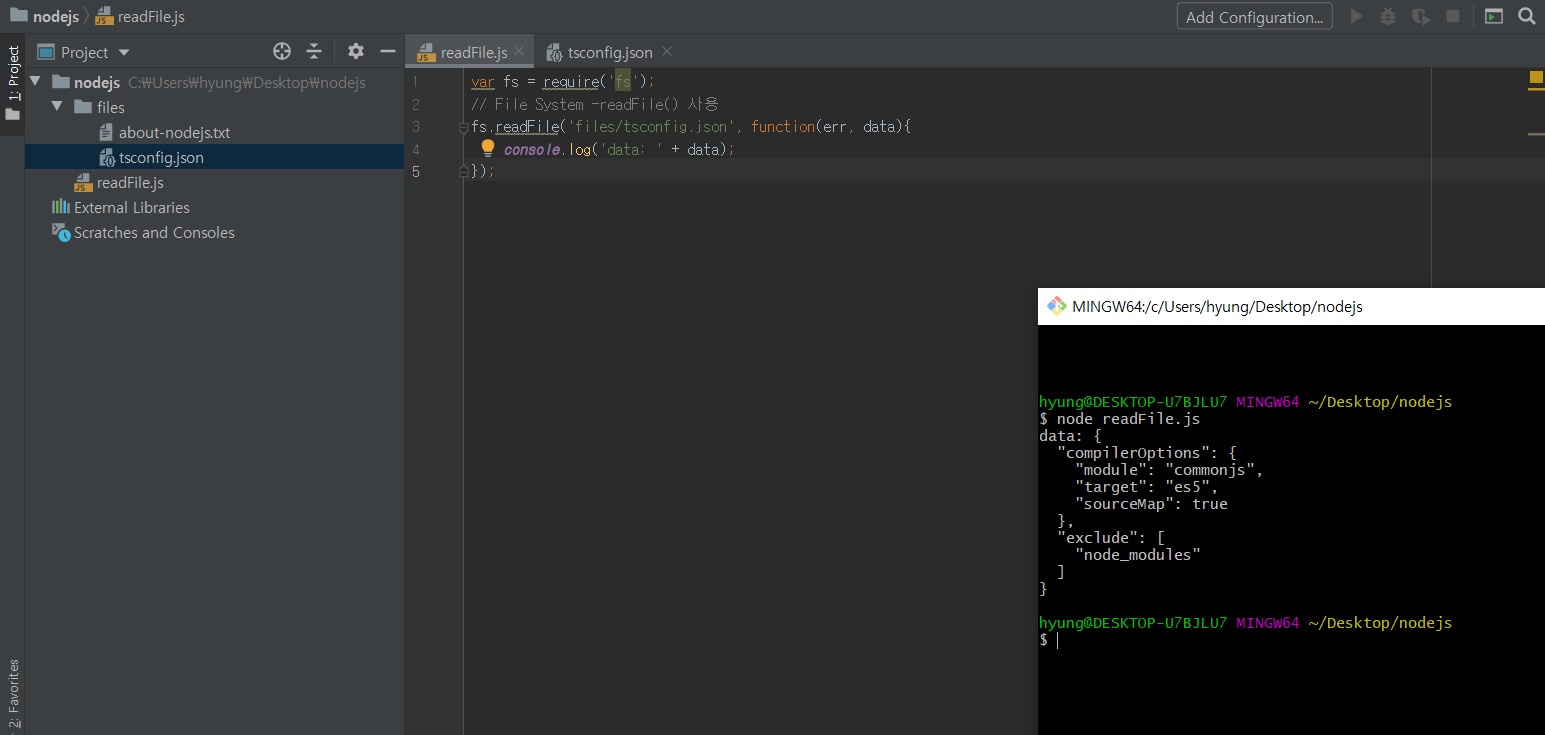 nodejs readFile.js
Add Configuration...
1: Project
2: Favorites
Project
nodejs C:₩Users₩hyung₩Desktop₩nodejs
files
about-nodejs.txt
tsconfig.json
readFile.js
External Libraries
Scratches and Consoles
readFile.js tsconfig.json
1 var fs = require('fs');
2 // File System -readFile() 사용
3 fs.readFile('files/tsconfig.json', function(err, data){
4 console.log('data: ' + data);
5 });
MINGW64:/c/Users/hyung/Desktop/nodejs
hyung@DESKTOP-U7BJLU7 MINGW64 ~/Desktop/nodejs
$ node readFile.js
data: {
"compilerOptions": {
"module": "commonjs",
"target": "es5",
"sourceMap": true
},
"exclude": [
"node_modules"
]
}
hyung@DESKTOP-U7BJLU7 MINGW64 ~/Desktop/nodejs
$